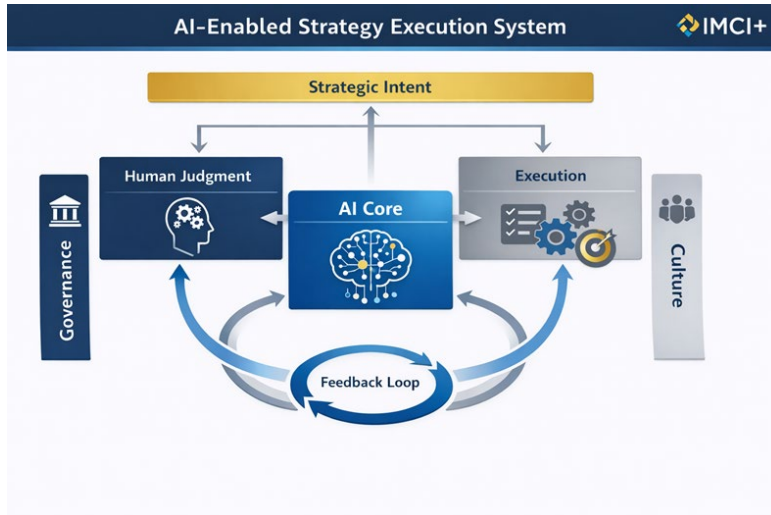 AI-Enabled Strategy Execution System
IMCI+
Strategic Intent
Human Judgment
Execution
AI Core
Governance
Culture
Feedback Loop